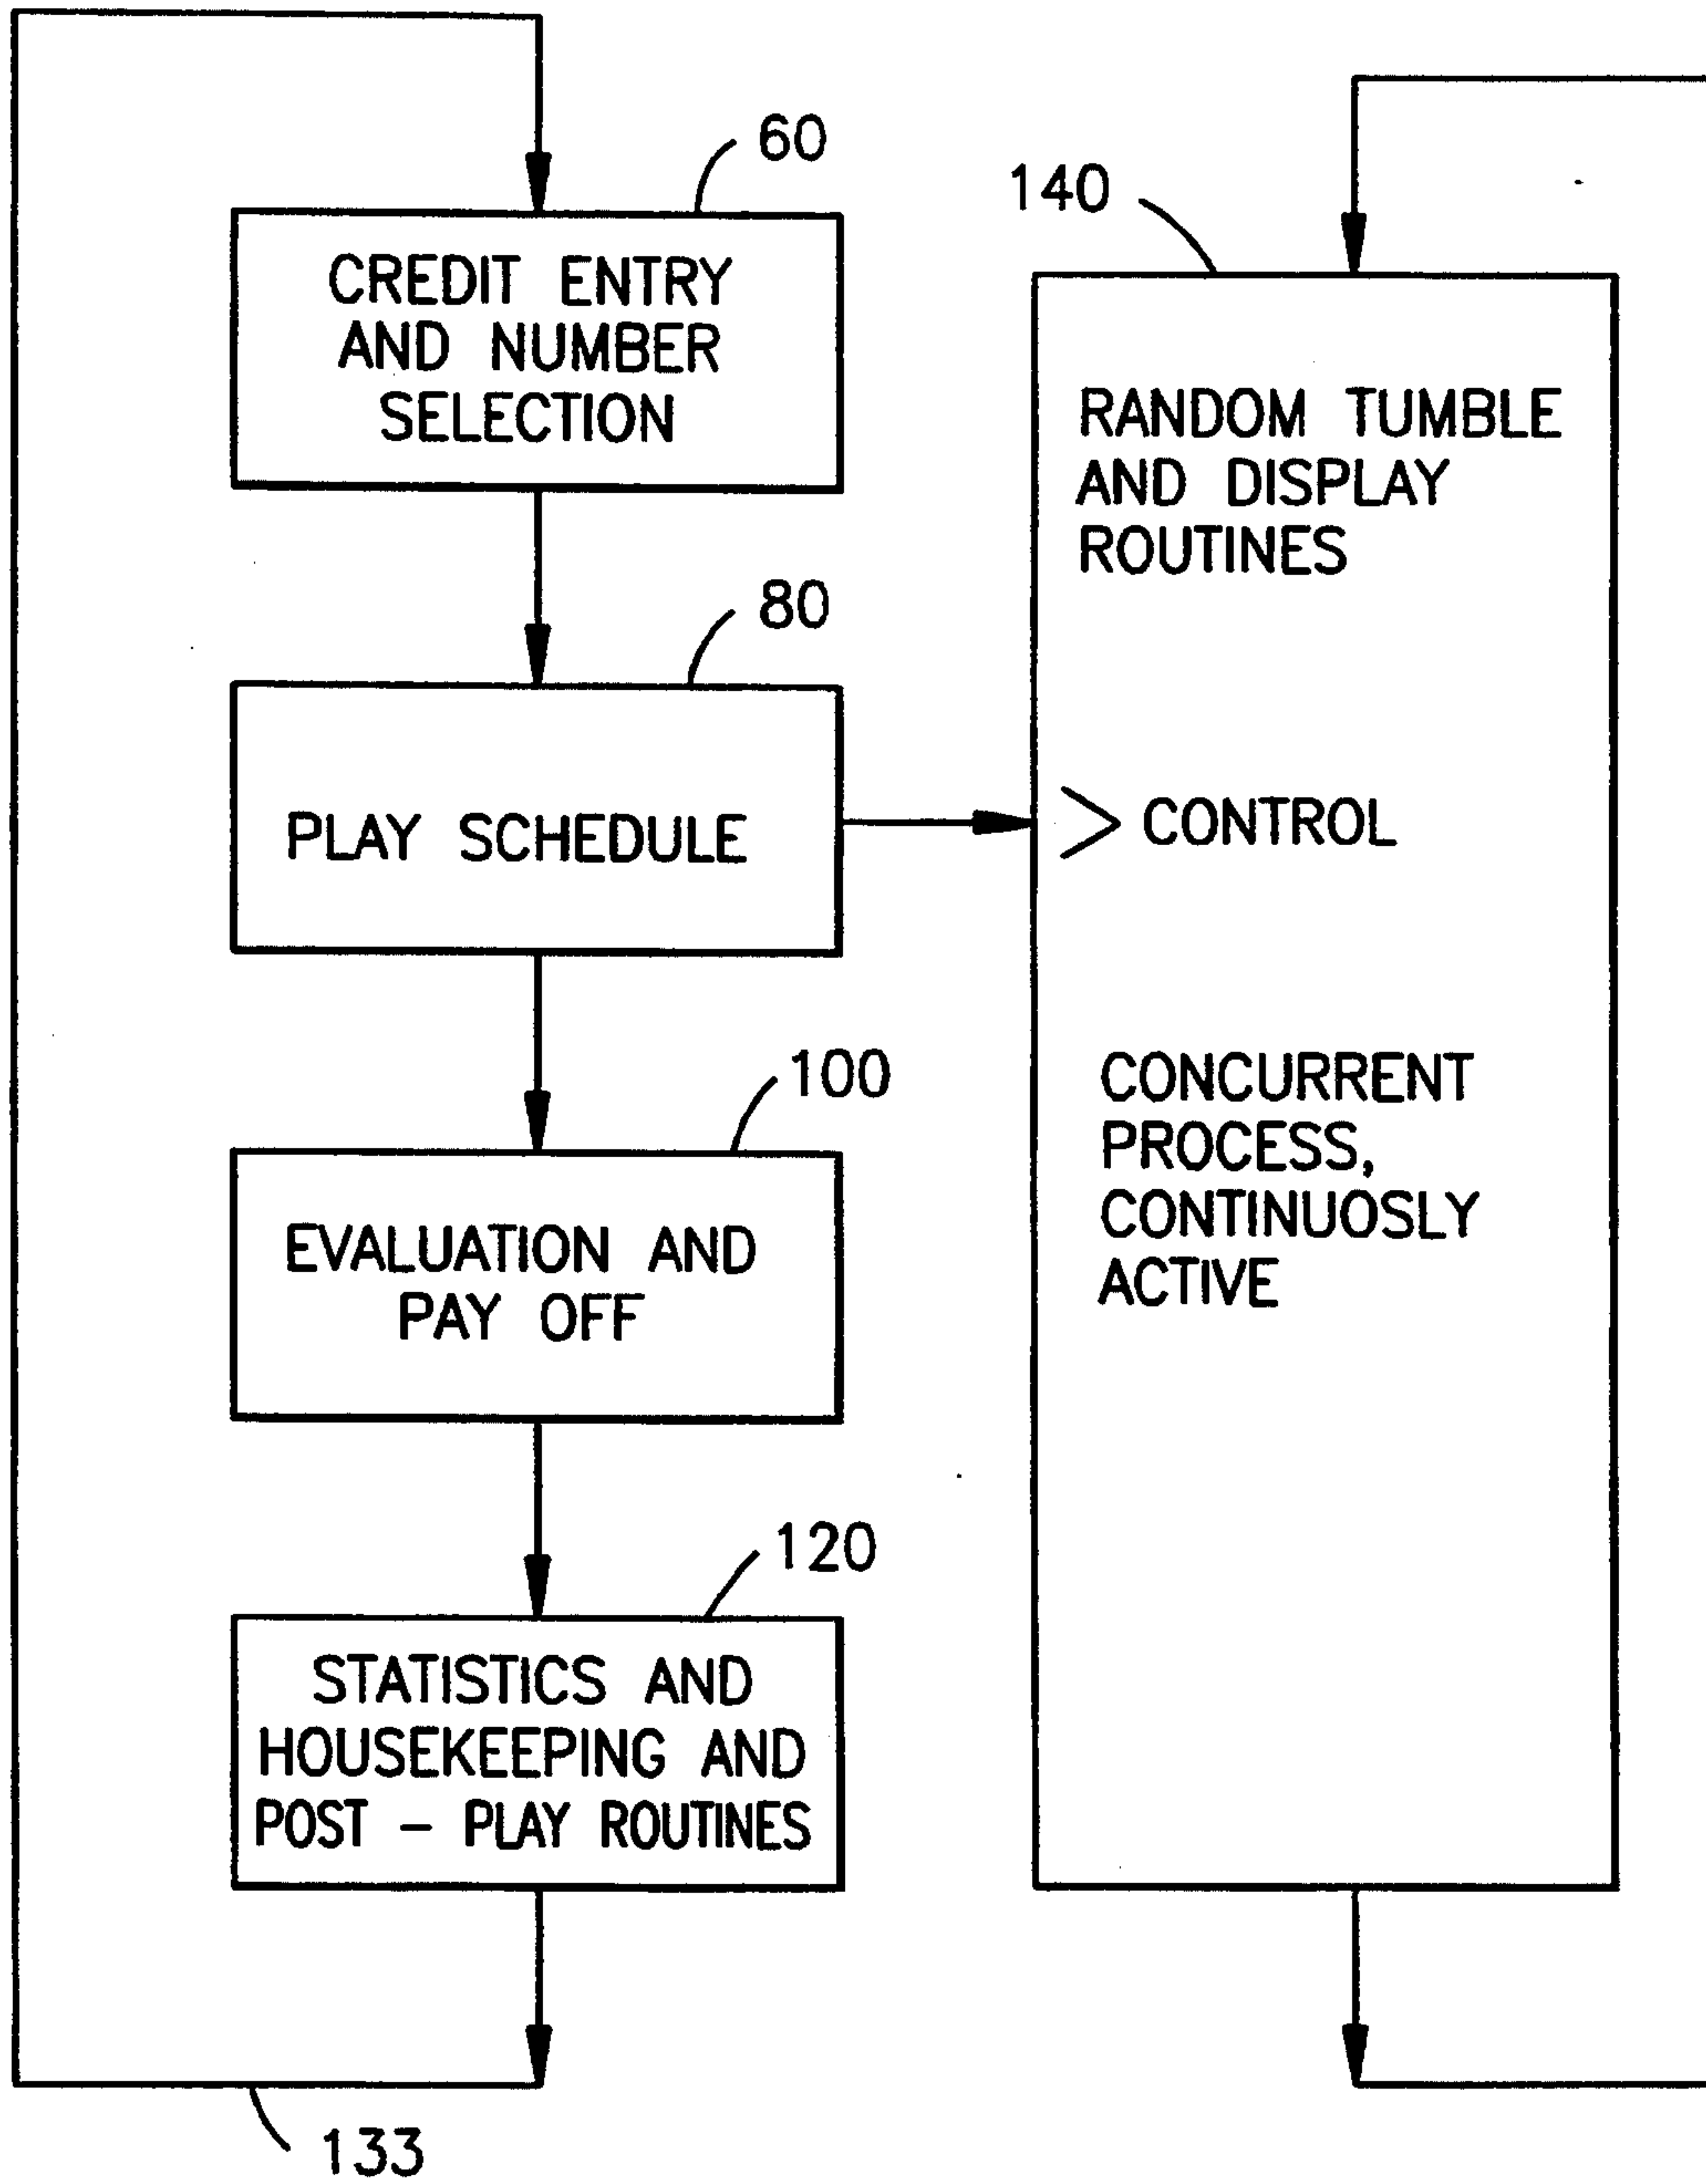 60
CREDIT ENTRY
AND NUMBER
SELECTION
80
PLAY SCHEDULE
100
EVALUATION AND
PAY OFF
120
STATISTICS AND
HOUSEKEEPING AND
POST - PLAY ROUTINES
133
140
RANDOM TUMBLE
AND DISPLAY
ROUTINES
> CONTROL
CONCURRENT
PROCESS,
CONTINUOSLY
ACTIVE